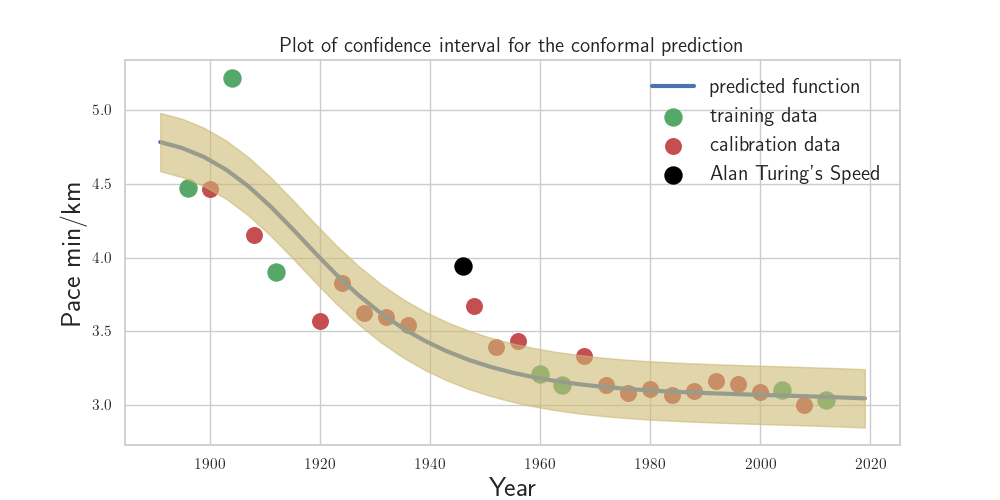 Plot of confidence interval for the conformal prediction
predicted function
training data
calibration data
Alan Turing's Speed
Pace min/km
5.0
4.5
4.0
3.5
3.0
1900 1920 1940 1960 1980 2000 2020
Year